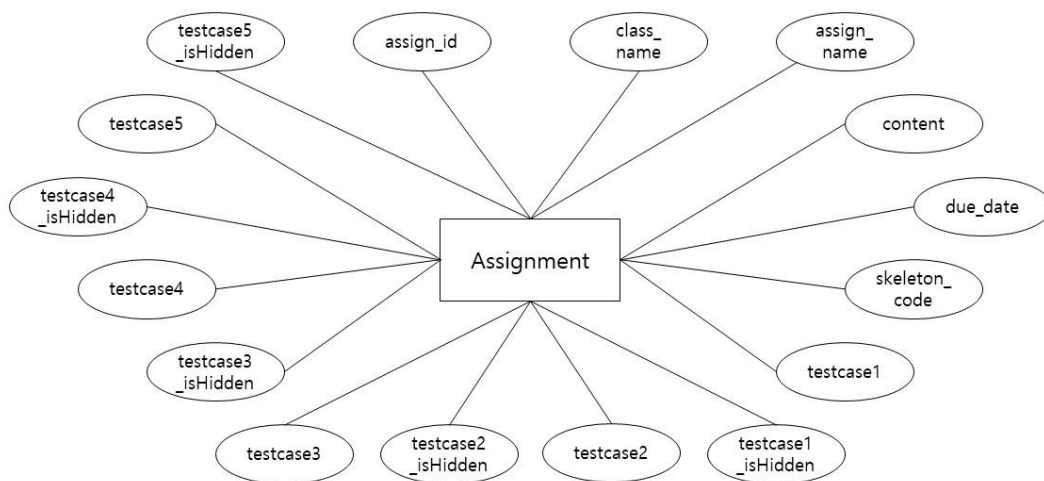 testcase5
_isHidden
assign_id
class_
name
assign_
name
testcase5
content
testcase4
_isHidden
due_date
Assignment
testcase4
skeleton_
code
testcase3
_isHidden
testcase1
testcase3
testcase2
_isHidden
testcase2
testcase1
_isHidden